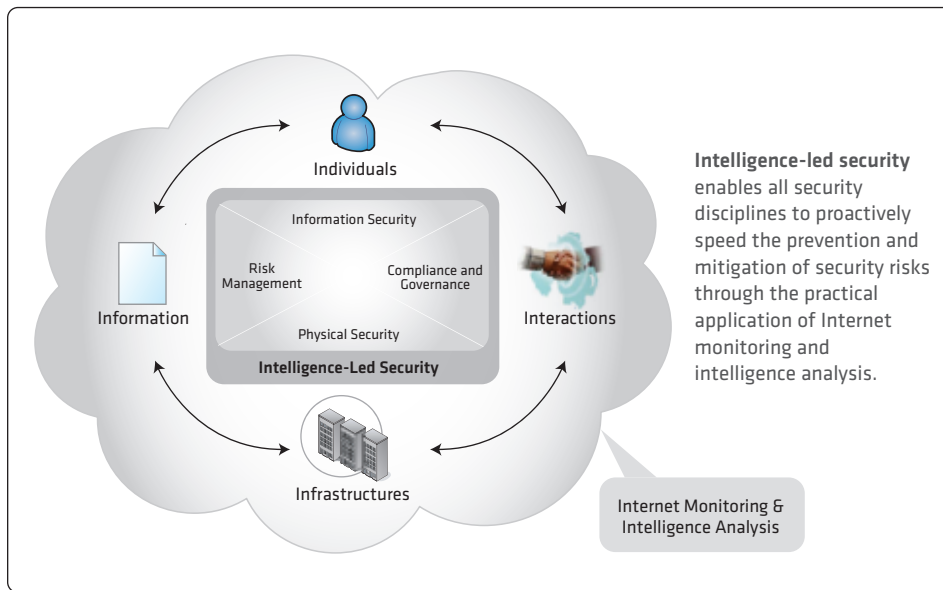 Individuals
Information Security
Risk
Management
Compliance and
Governance
Physical Security
Intelligence-Led Security
Information
Interactions
Infrastructures
Intelligence-led security
enables all security
disciplines to proactively
speed the prevention and
mitigation of security risks
through the practical
application of Internet
monitoring and
intelligence analysis.
Internet Monitoring &
Intelligence Analysis